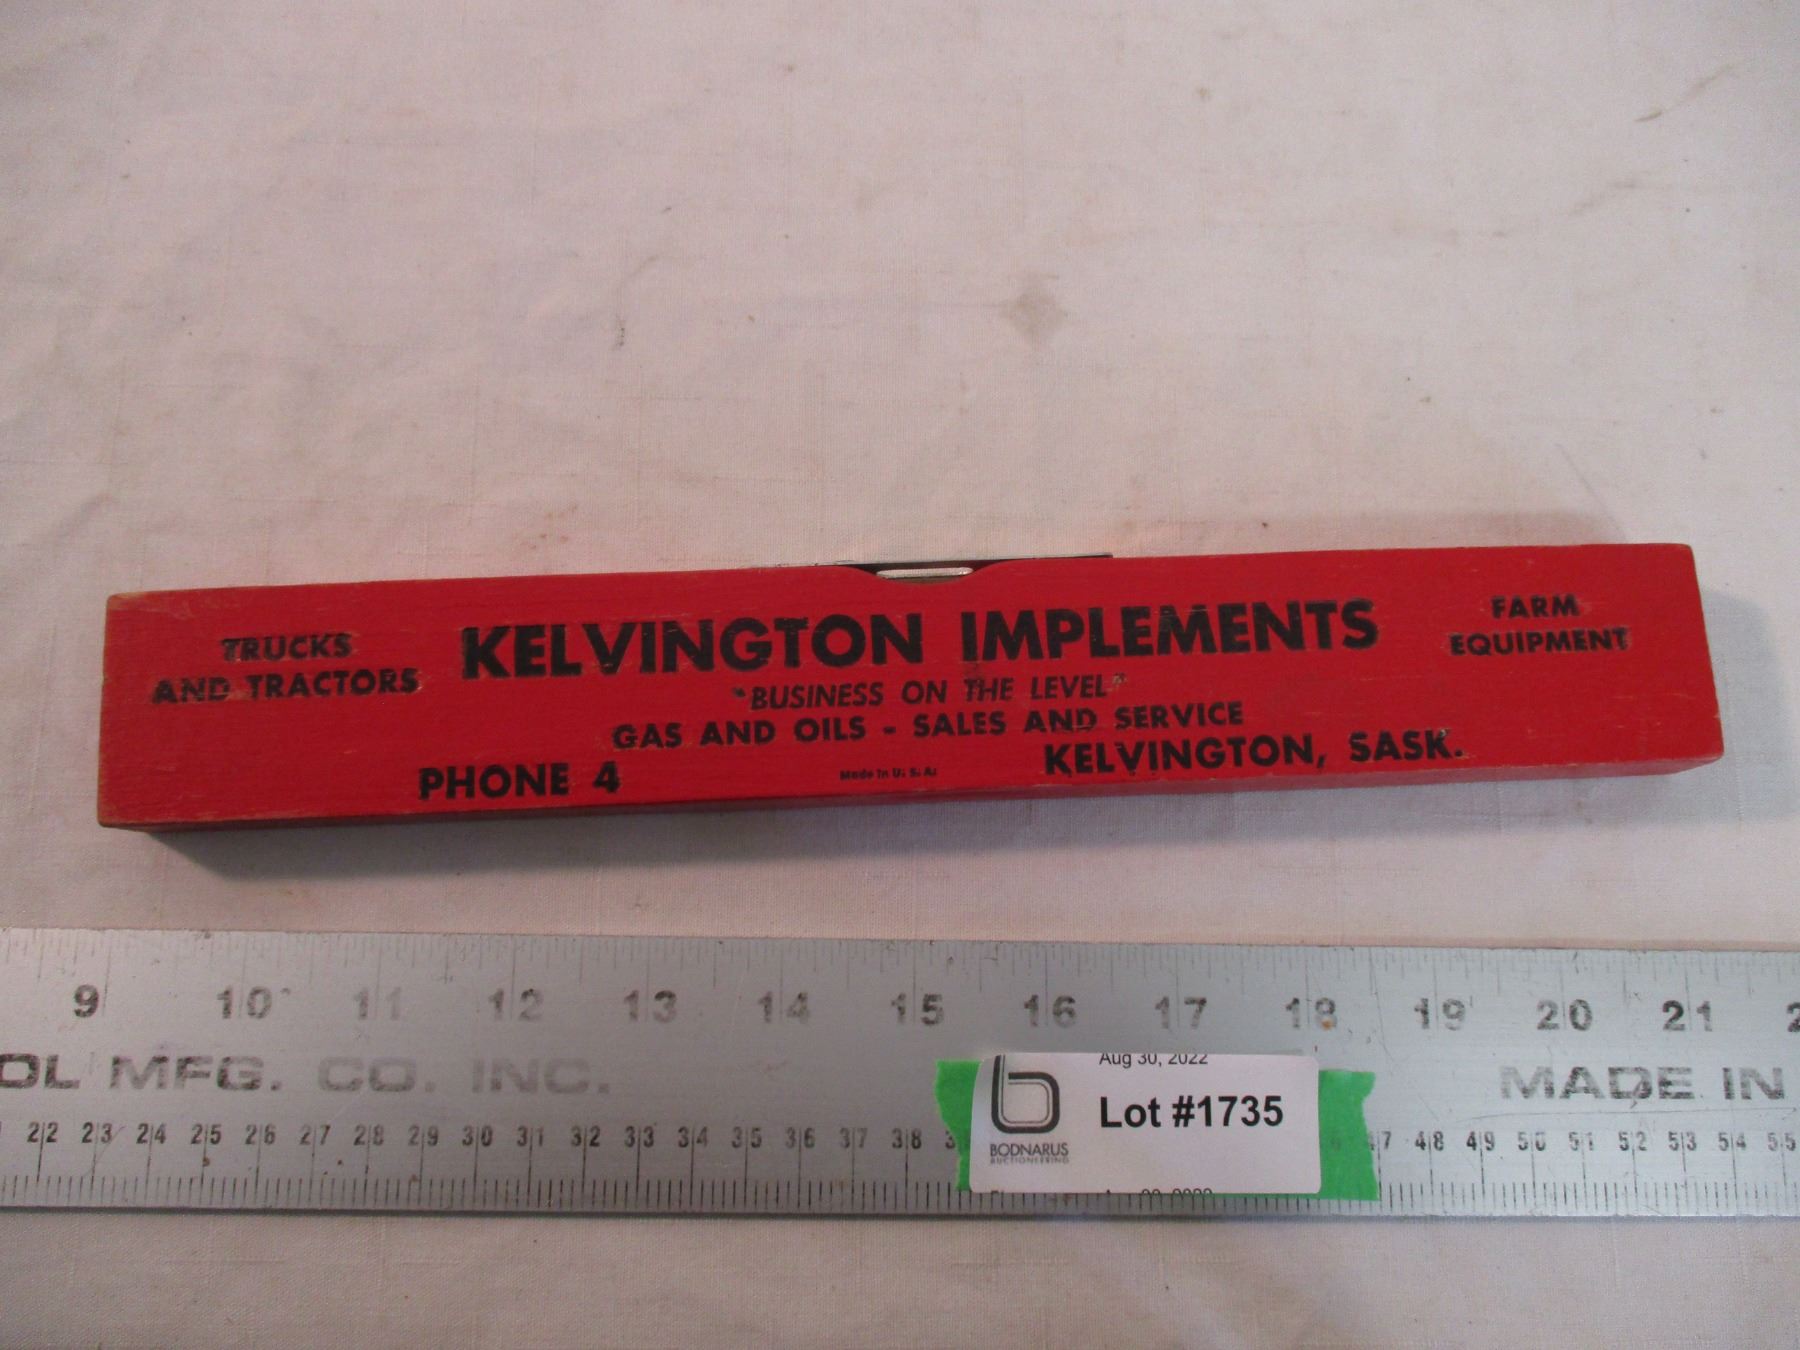 TRUCKS
AND TRACTORS
KELVINGTON IMPLEMENTS
FARM
EQUIPMENT
"BUSINESS ON THE LEVEL"
GAS AND OILS - SALES AND SERVICE
PHONE 4
Made In U. S. A.
KELVINGTON, SASK.
9 10 11 12 13 14 15 16 17 18 19 20 21
OL MFG. CO. INC.
MADE IN
22 23 24 25 26 27 28 29 30 31 32 33 34 35 36 37 38
48 49 50 51 52 53 54 55
Aug 30, 2022
Lot #1735
BODNARUS
AUCTIONEERING